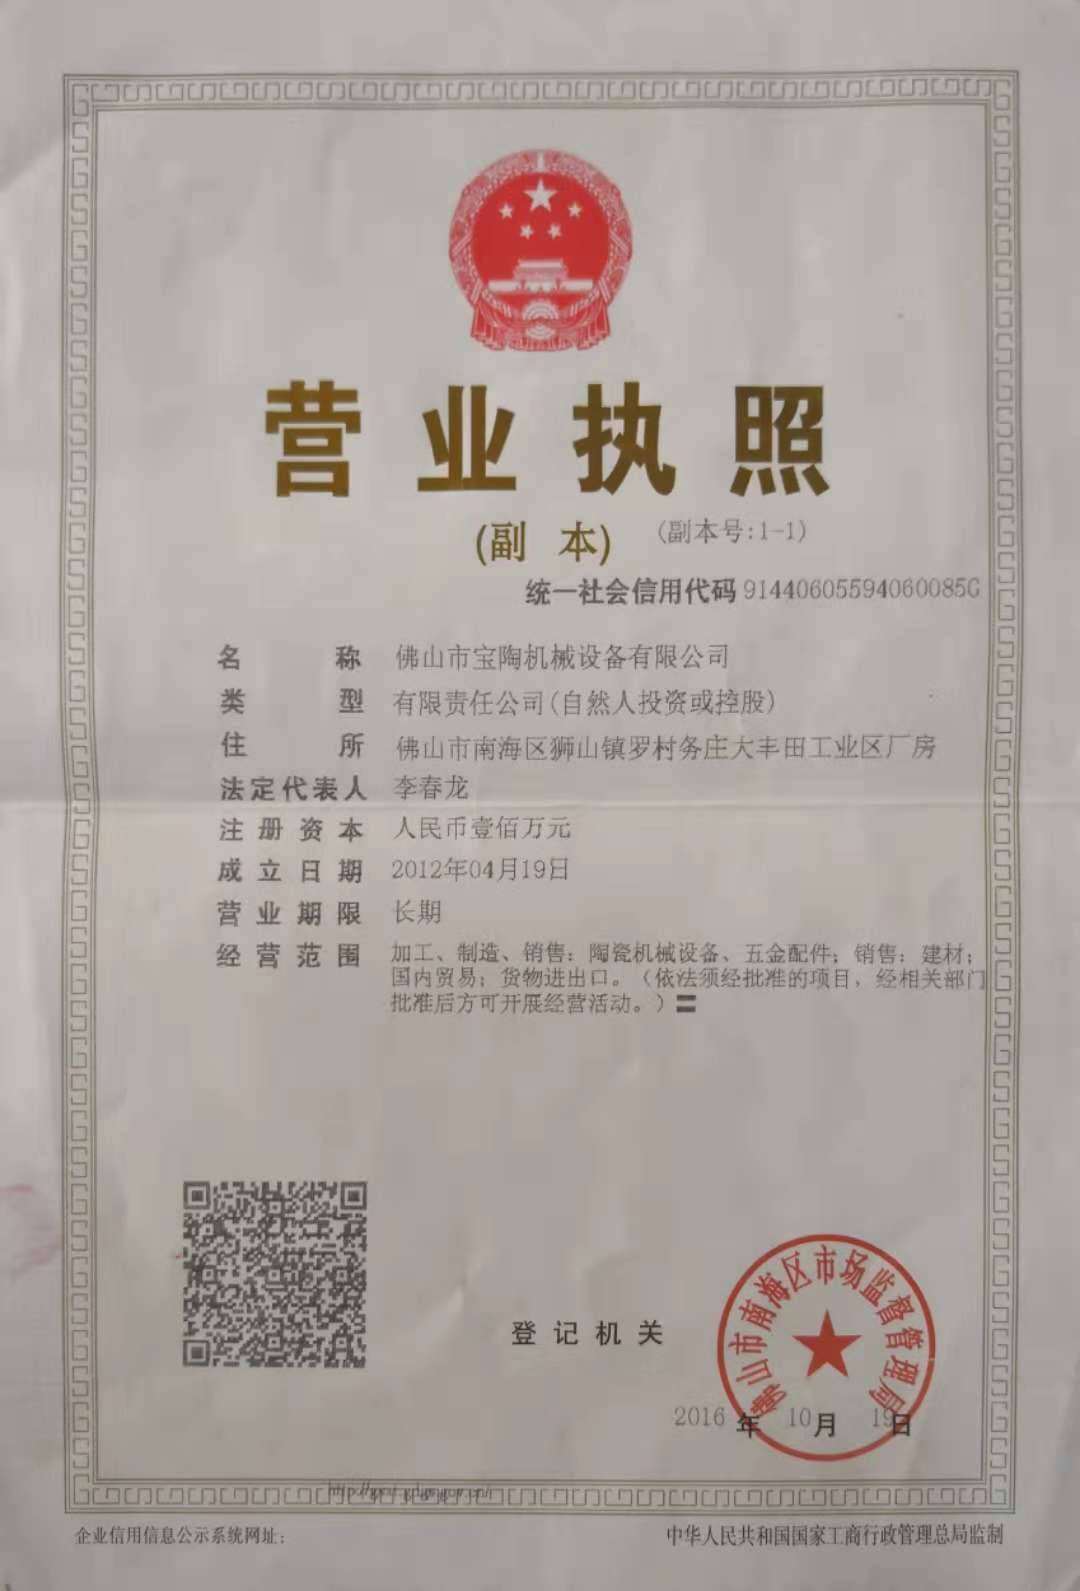 营业执照
(副 本) (副本号:1-1)
统一社会信用代码 91440605594060085G
名称 佛山市宝陶机械设备有限公司
类型 有限责任公司(自然人投资或控股)
住所 佛山市南海区狮山镇罗村务庄大丰田工业区厂房
法定代表人 李春龙
注册资本 人民币壹佰万元
成立日期 2012年04月19日
营业期限 长期
经营范围 加工、制造、销售：陶瓷机械设备、五金配件；销售：建材；
国内贸易；货物进出口。（依法须经批准的项目，经相关部门
批准后方可开展经营活动。）〓
登记机关
佛山市南海区市场监督管理局
2016 年 10 月 19 日
企业信用信息公示系统网址：
中华人民共和国国家工商行政管理总局监制